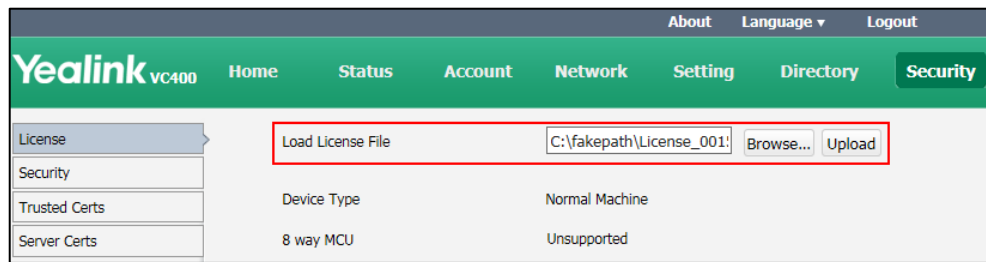 About Language ▾ Logout
Yealink VC400 Home Status Account Network Setting Directory Security
License
Load License File C:\fakepath\License_001 Browse... Upload
Security
Trusted Certs Device Type Normal Machine
Server Certs 8 way MCU Unsupported